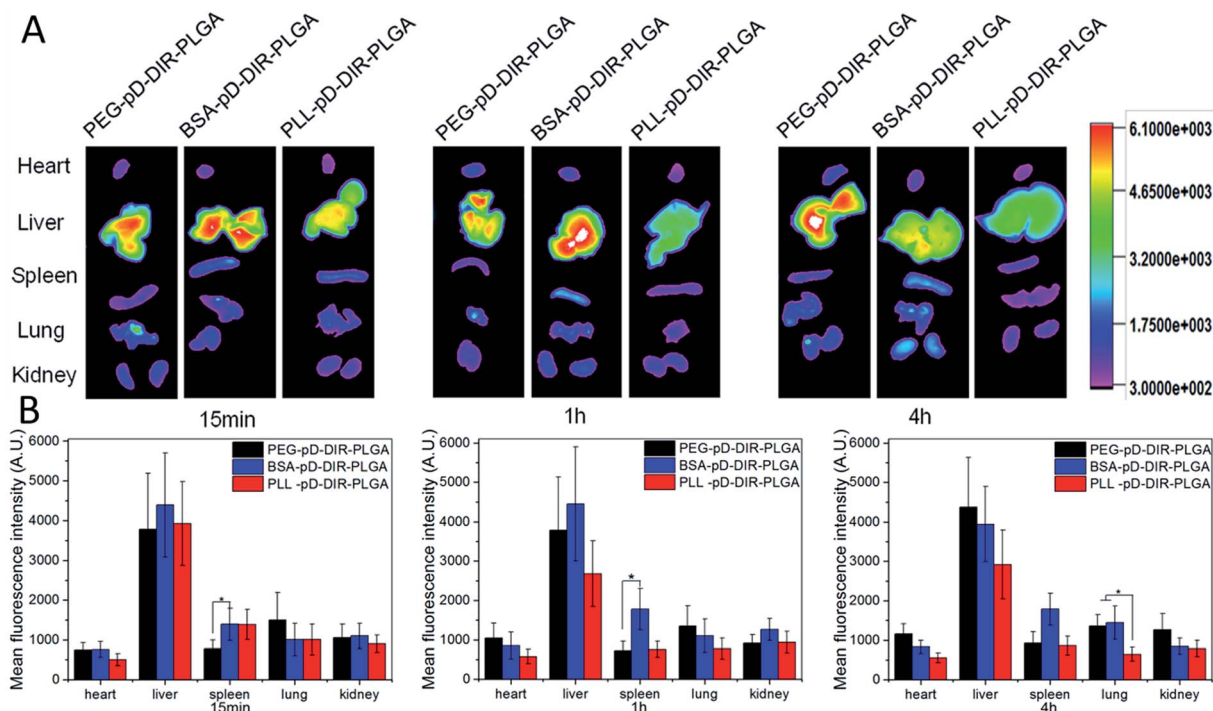 A
PEG-pD-DIR-PLGA
BSA-pD-DIR-PLGA
PLL-pD-DIR-PLGA
PEG-pD-DIR-PLGA
BSA-pD-DIR-PLGA
PLL-pD-DIR-PLGA
PEG-pD-DIR-PLGA
BSA-pD-DIR-PLGA
PLL-pD-DIR-PLGA
Heart
Liver
Spleen
Lung
Kidney
6.1000e+003
4.6500e+003
3.2000e+003
1.7500e+003
3.0000e+002
15min
1h
4h
B
Mean fluorescence intensity (A.U.)
6000
5000
4000
3000
2000
1000
0
PEG-pD-DIR-PLGA
BSA-pD-DIR-PLGA
PLL -pD-DIR-PLGA
*
heart liver spleen lung kidney
15min
Mean fluorescence intensity (A.U.)
6000
5000
4000
3000
2000
1000
0
PEG-pD-DIR-PLGA
BSA-pD-DIR-PLGA
PLL -pD-DIR-PLGA
*
heart liver spleen lung kidney
1h
Mean fluorescence intensity (A.U.)
6000
5000
4000
3000
2000
1000
0
PEG-pD-DIR-PLGA
BSA-pD-DIR-PLGA
PLL -pD-DIR-PLGA
*
heart liver spleen lung kidney
4h